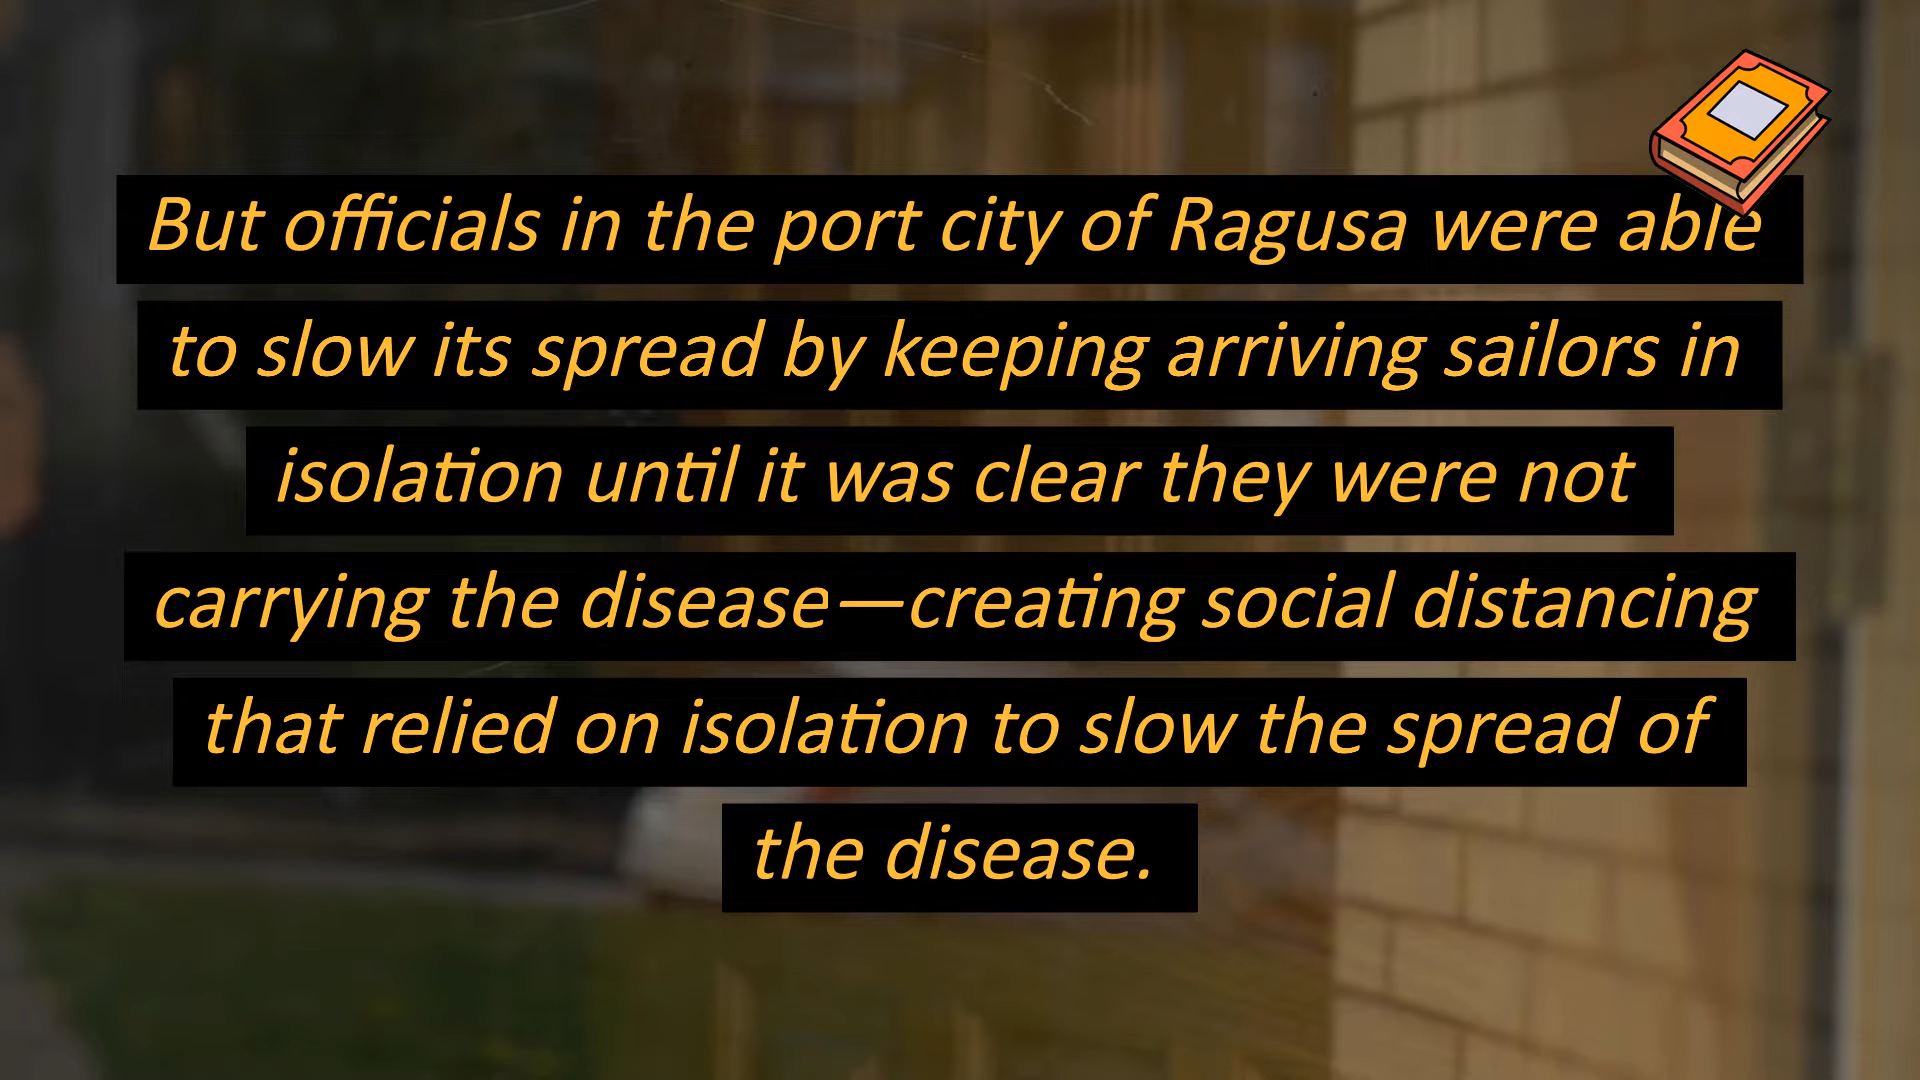 But officials in the port city of Ragusa were able
to slow its spread by keeping arriving sailors in
isolation until it was clear they were not
carrying the disease—creating social distancing
that relied on isolation to slow the spread of
the disease.